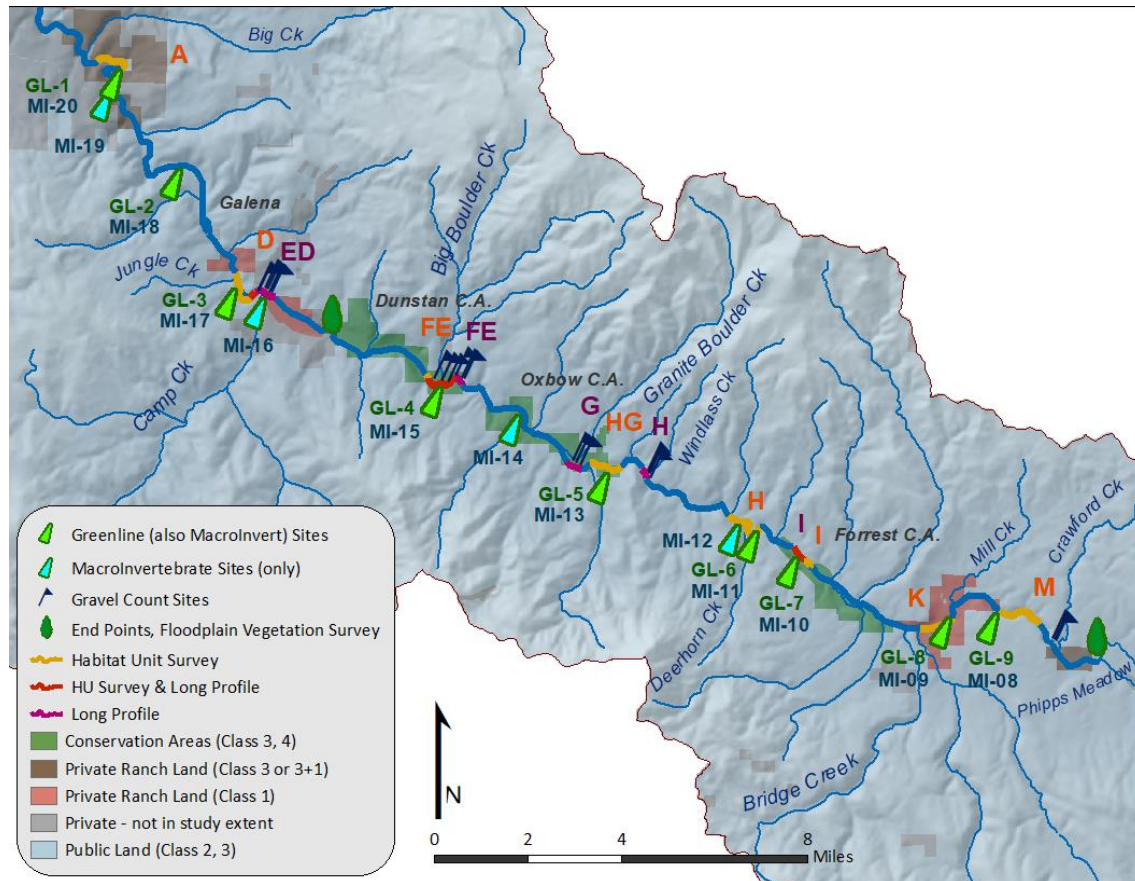 Big Ck
A
GL-1
MI-20
MI-19
GL-2
MI-18
Galena
Jungle Ck
D
ED
GL-3
MI-17
MI-16
Camp Ck
Big Boulder Ck
Dunstan C.A.
FE
FE
GL-4
MI-15
Oxbow C.A.
MI-14
Granite Boulder Ck
G
HG
H
Windlass Ck
GL-5
MI-13
H
MI-12
GL-6
MI-11
I
I
Forrest C.A.
GL-7
MI-10
Deerhorn Ck
Mill Ck
Crawford Ck
K
M
GL-8
MI-09
GL-9
MI-08
Phipps Meadow
Bridge Creek
Greenline (also MacroInvert) Sites
MacroInvertebrate Sites (only)
Gravel Count Sites
End Points, Floodplain Vegetation Survey
Habitat Unit Survey
HU Survey & Long Profile
Long Profile
Conservation Areas (Class 3, 4)
Private Ranch Land (Class 3 or 3+1)
Private Ranch Land (Class 1)
Private - not in study extent
Public Land (Class 2, 3)
N
0 2 4 8
Miles